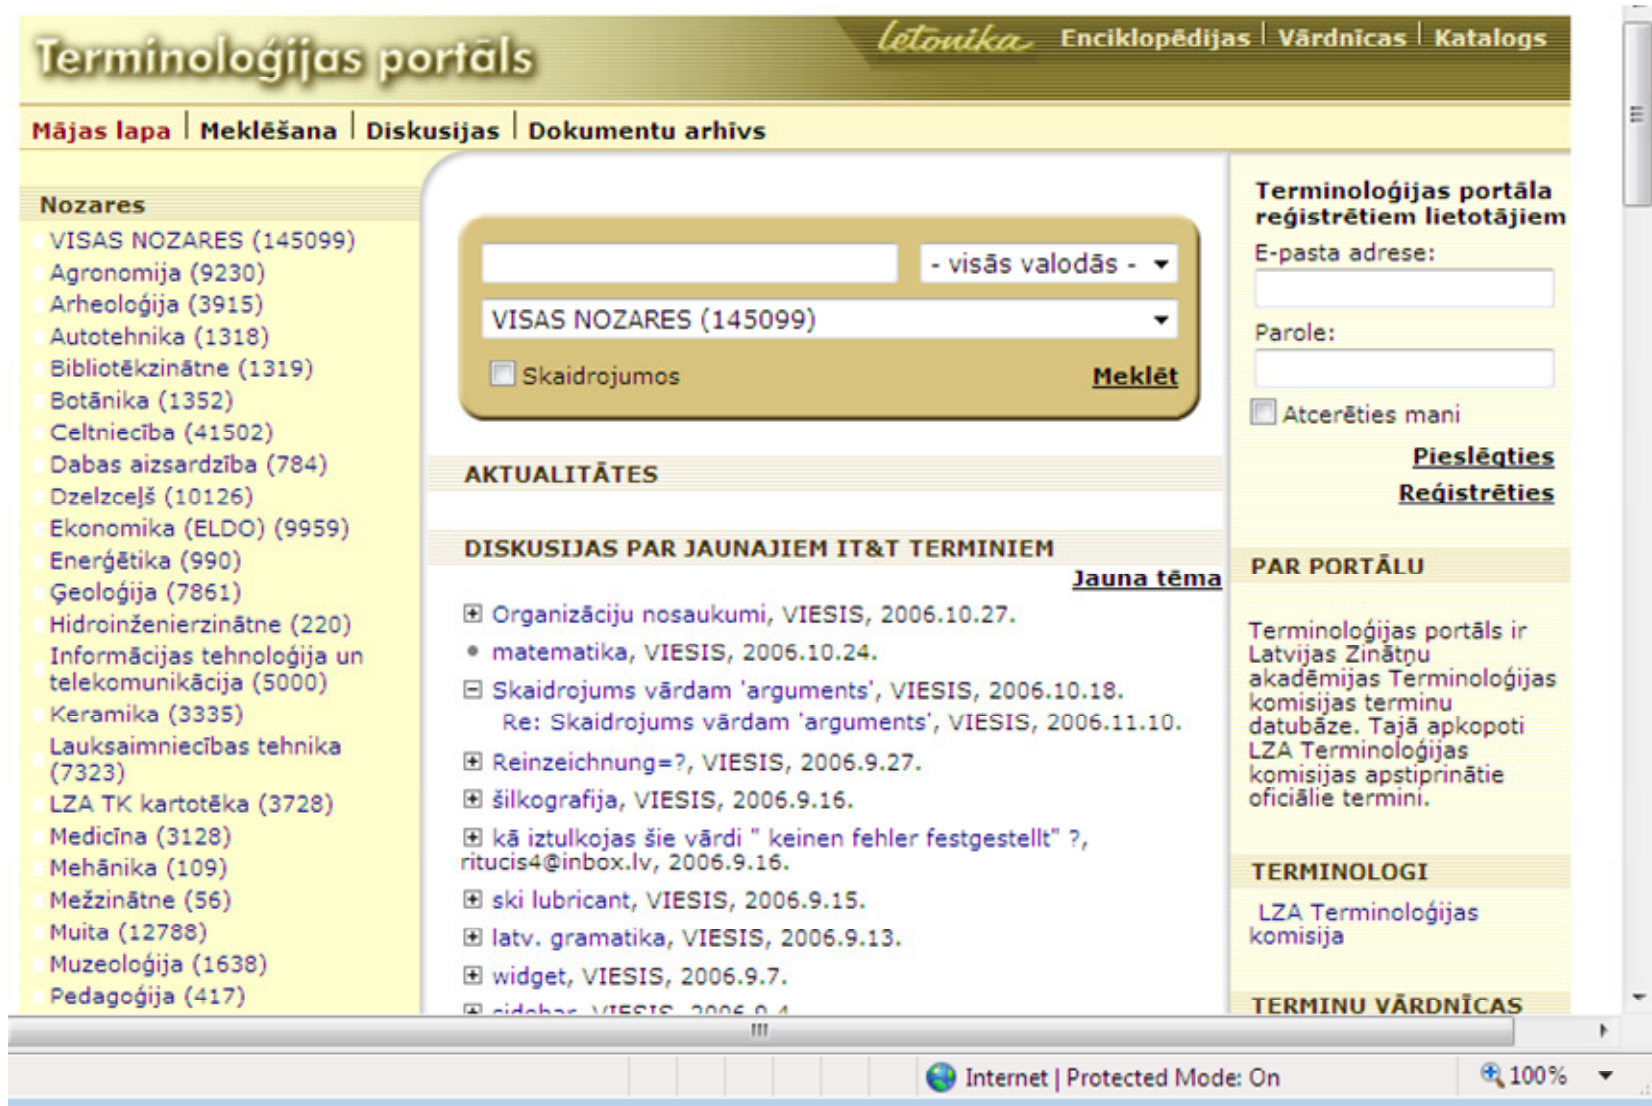 Terminoloģijas portāls
letonika Enciklopēdijas Vārdnīcas Katalogs
Mājas lapa Meklēšana Diskusijas Dokumentu arhīvs
Nozares
VISAS NOZARES (145099)
Agronomija (9230)
Arheoloģija (3915)
Autotehnika (1318)
Bibliotēkzinātne (1319)
Botānika (1352)
Celtniecība (41502)
Dabas aizsardzība (784)
Dzelzceļš (10126)
Ekonomika (ELDO) (9959)
Enerģētika (990)
Ģeoloģija (7861)
Hidroinženierzinātne (220)
Informācijas tehnoloģija un
telekomunikācija (5000)
Keramika (3335)
Lauksaimniecības tehnika
(7323)
LZA TK kartotēka (3728)
Medicīna (3128)
Mehānika (109)
Mežzinātne (56)
Muita (12788)
Muzeoloģija (1638)
Pedagoģija (417)
- visās valodās -
VISAS NOZARES (145099)
Skaidrojumos Meklēt
AKTUALITĀTES
DISKUSIJAS PAR JAUNAJIEM IT&T TERMINIEM
Jauna tēma
Organizāciju nosaukumi, VIESIS, 2006.10.27.
matematika, VIESIS, 2006.10.24.
Skaidrojums vārdam 'arguments', VIESIS, 2006.10.18.
Re: Skaidrojums vārdam 'arguments', VIESIS, 2006.11.10.
Reinzeichnung=?, VIESIS, 2006.9.27.
šilkografija, VIESIS, 2006.9.16.
kā iztulkojas šie vārdi " keinen fehler festgestellt" ?,
ritucis4@inbox.lv, 2006.9.16.
ski lubricant, VIESIS, 2006.9.15.
latv. gramatika, VIESIS, 2006.9.13.
widget, VIESIS, 2006.9.7.
sidebar, VIESIS, 2006.9.4.
Terminoloģijas portāla
reģistrētiem lietotājiem
E-pasta adrese:
Parole:
Atcerēties mani
Pieslēgties
Reģistrēties
PAR PORTĀLU
Terminoloģijas portāls ir
Latvijas Zinātņu
akadēmijas Terminoloģijas
komisijas terminu
datubāze. Tajā apkopoti
LZA Terminoloģijas
komisijas apstiprinātie
oficiālie termini.
TERMINOLOGI
LZA Terminoloģijas
komisija
TERMINU VĀRDNĪCAS
Internet | Protected Mode: On 100%